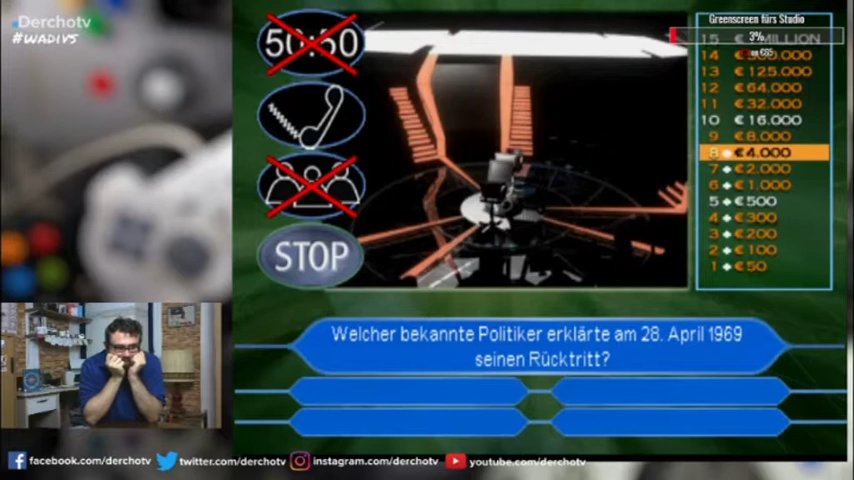 Derchotv
#WADIVS
50:50
STOP
Greenscreen fürs Studio
3%
15 € MILLION
14
13 € 125.000
12 € 64.000
11 € 32.000
10 € 16.000
9 € 8.000
8 ♦ € 4.000
7 ♦ € 2.000
6 ♦ € 1.000
5 ♦ € 500
4 ♦ € 300
3 ♦ € 200
2 ♦ € 100
1 ♦ € 50
Welcher bekannte Politiker erklärte am 28. April 1969
seinen Rücktritt?
facebook.com/derchotv twitter.com/derchotv instagram.com/derchotv youtube.com/derchotv